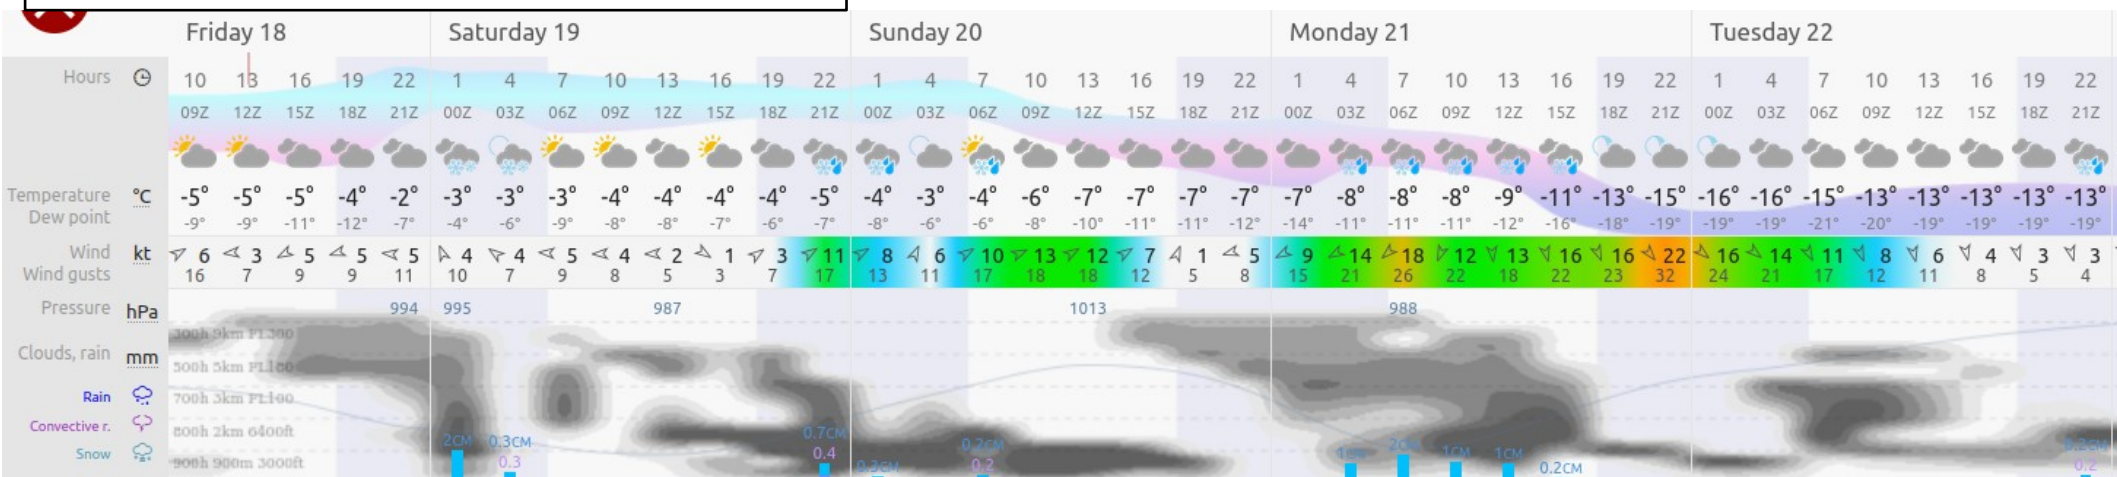 Friday 18 Saturday 19 Sunday 20 Monday 21 Tuesday 22
Hours 10 13 16 19 22 1 4 7 10 13 16 19 22 1 4 7 10 13 16 19 22 1 4 7 10 13 16 19 22 1 4 7 10 13 16 19 22
09Z 12Z 15Z 18Z 21Z 00Z 03Z 06Z 09Z 12Z 15Z 18Z 21Z 00Z 03Z 06Z 09Z 12Z 15Z 18Z 21Z 00Z 03Z 06Z 09Z 12Z 15Z 18Z 21Z 00Z 03Z 06Z 09Z 12Z 15Z 18Z 21Z
Temperature °C -5° -5° -5° -4° -2° -3° -3° -3° -4° -4° -4° -4° -5° -4° -3° -4° -6° -7° -7° -7° -7° -7° -8° -8° -8° -9° -11° -13° -15° -16° -16° -15° -13° -13° -13° -13° -13°
Dew point -9° -9° -11° -12° -7° -4° -6° -9° -8° -8° -7° -6° -7° -8° -6° -6° -8° -10° -11° -11° -12° -14° -11° -11° -11° -12° -16° -18° -19° -19° -19° -21° -20° -19° -19° -19° -19°
Wind kt 6 3 5 5 5 4 4 5 4 2 1 3 11 8 6 10 13 12 7 1 5 9 14 18 12 13 16 16 22 16 14 11 8 6 4 3 3
Wind gusts 16 7 9 9 11 10 7 9 8 5 3 7 17 13 11 17 18 18 12 5 8 15 21 26 22 18 22 23 32 24 21 17 12 11 8 5 4
Pressure hPa 994 995 987 1013 988
300h 9km FL300
Clouds, rain mm
500h 5km FL180
Rain 700h 3km FL100
Convective r. 800h 2km 6400ft 2CM 0.3CM 0.7CM 0.2CM 1CM 2CM 1CM 1CM 0.2CM
Snow 900h 900m 3000ft 0.3 0.4 0.2CM 0.2 0.2CM 0.2